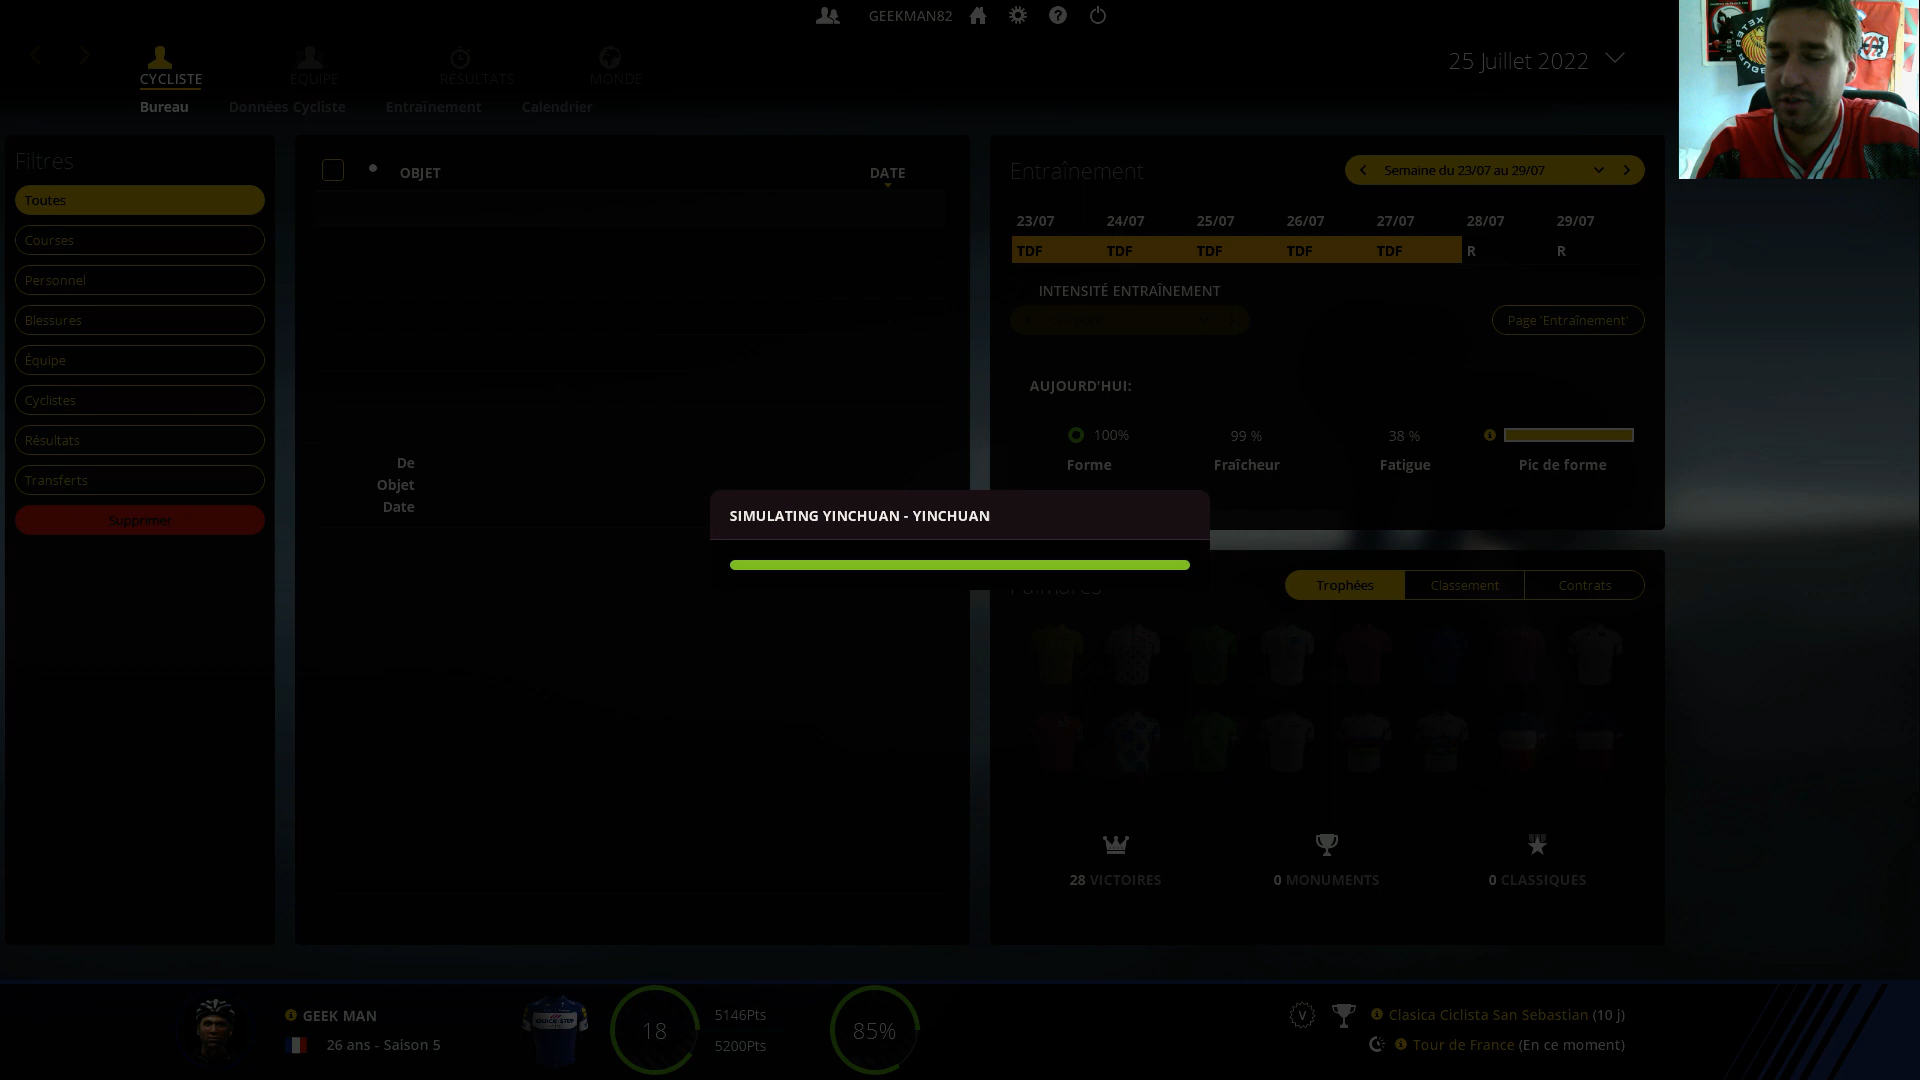 GEEKMAN82
CYCLISTE
ÉQUIPE
RÉSULTATS
MONDE
25 Juillet 2022
Bureau
Données Cycliste
Entraînement
Calendrier
Filtres
Toutes
Courses
Personnel
Blessures
Équipe
Cyclistes
Résultats
Transferts
Supprimer
OBJET
DATE
De
Objet
Date
Entraînement
Semaine du 23/07 au 29/07
23/07 24/07 25/07 26/07 27/07 28/07 29/07
TDF TDF TDF TDF TDF R R
INTENSITÉ ENTRAÎNEMENT
Page 'Entraînement'
AUJOURD'HUI:
100% 99 % 38 %
Forme Fraîcheur Fatigue Pic de forme
SIMULATING YINCHUAN - YINCHUAN
Trophées Classement Contrats
28 VICTOIRES 0 MONUMENTS 0 CLASSIQUES
GEEK MAN
26 ans - Saison 5
QUICK-STEP
18
5146Pts
5200Pts
85%
V
Clasica Ciclista San Sebastian (10 j)
Tour de France (En ce moment)